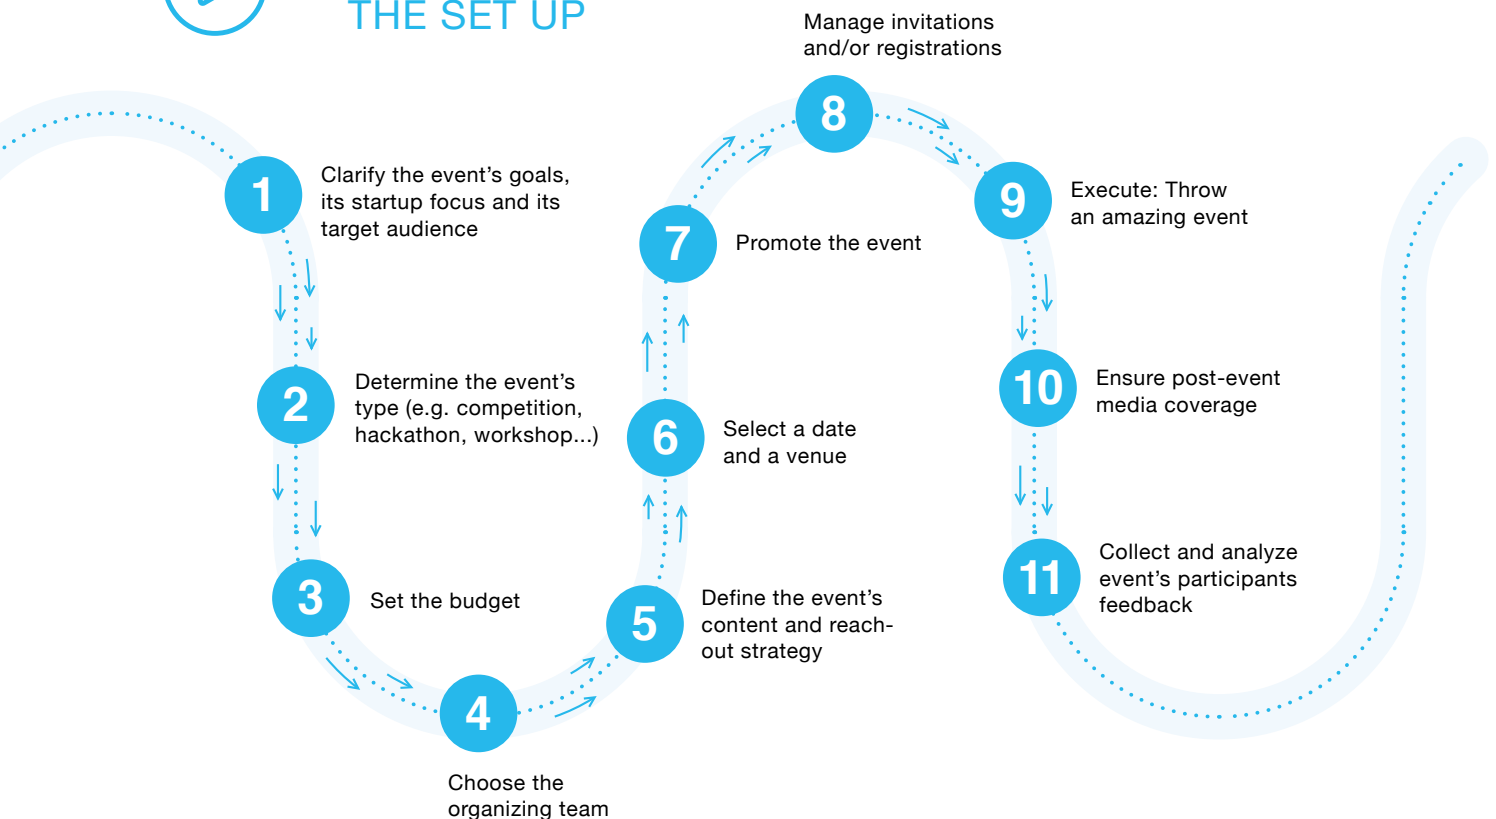 THE SET UP
1
Clarify the event’s goals,
its startup focus and its
target audience
2
Determine the event’s
type (e.g. competition,
hackathon, workshop...)
3
Set the budget
4
Choose the
organizing team
5
Define the event’s
content and reach-
out strategy
6
Select a date
and a venue
7
Promote the event
8
Manage invitations
and/or registrations
9
Execute: Throw
an amazing event
10
Ensure post-event
media coverage
11
Collect and analyze
event’s participants
feedback